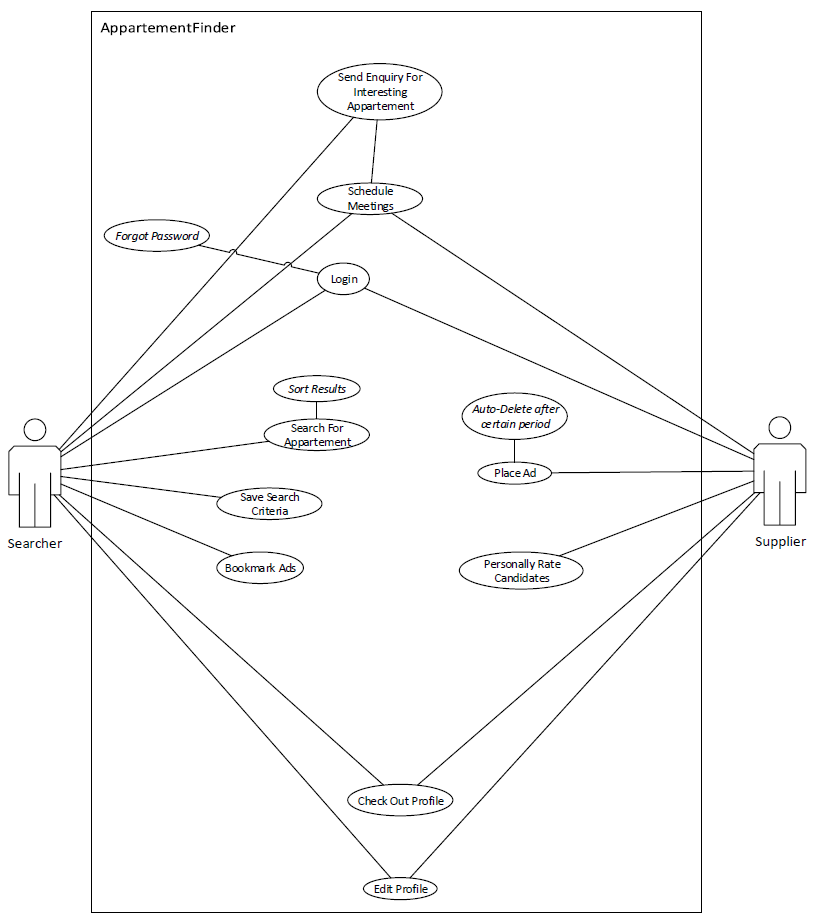 AppartementFinder
Send Enquiry For
Interesting
Appartement
Schedule
Meetings
Forgot Password
Login
Sort Results
Search For
Appartement
Auto-Delete after
certain period
Place Ad
Save Search
Criteria
Searcher
Supplier
Bookmark Ads
Personally Rate
Candidates
Check Out Profile
Edit Profile